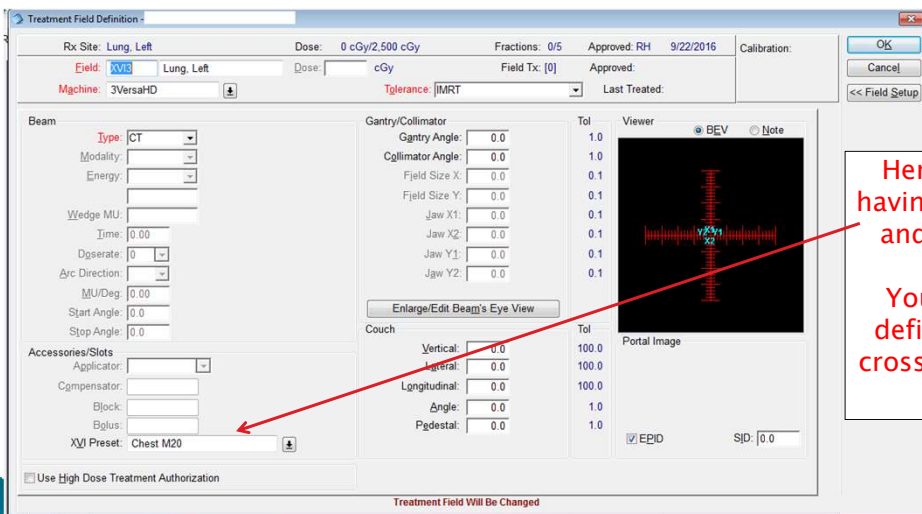 Treatment Field Definition -
Rx Site: Lung, Left Dose: 0 cGy/2,500 cGy Fractions: 0/5 Approved: RH 9/22/2016 Calibration:
Field: XVI3 Lung, Left Dose: cGy Field Tx: [0] Approved:
Machine: 3VersaHD Tolerance: IMRT Last Treated:
OK
Cancel
<< Field Setup
Beam
Type: CT
Modality:
Energy:
Wedge MU:
Time: 0.00
Doserate: 0
Arc Direction:
MU/Deg: 0.00
Start Angle: 0.0
Stop Angle: 0.0
Accessories/Slots
Applicator:
Compensator:
Block:
Bolus:
XVI Preset: Chest M20
Use High Dose Treatment Authorization
Gantry/Collimator Tol
Gantry Angle: 0.0 1.0
Collimator Angle: 0.0 1.0
Field Size X: 0.0 0.1
Field Size Y: 0.0 0.1
Jaw X1: 0.0 0.1
Jaw X2: 0.0 0.1
Jaw Y1: 0.0 0.1
Jaw Y2: 0.0 0.1
Enlarge/Edit Beam's Eye View
Couch Tol
Vertical: 0.0 100.0
Lateral: 0.0 100.0
Longitudinal: 0.0 100.0
Angle: 0.0 1.0
Pedestal: 0.0 1.0
Viewer
BEV Note
X1
Y2 Y1
X2
Portal Image
EPID SID: 0.0
Treatment Field Will Be Changed
and